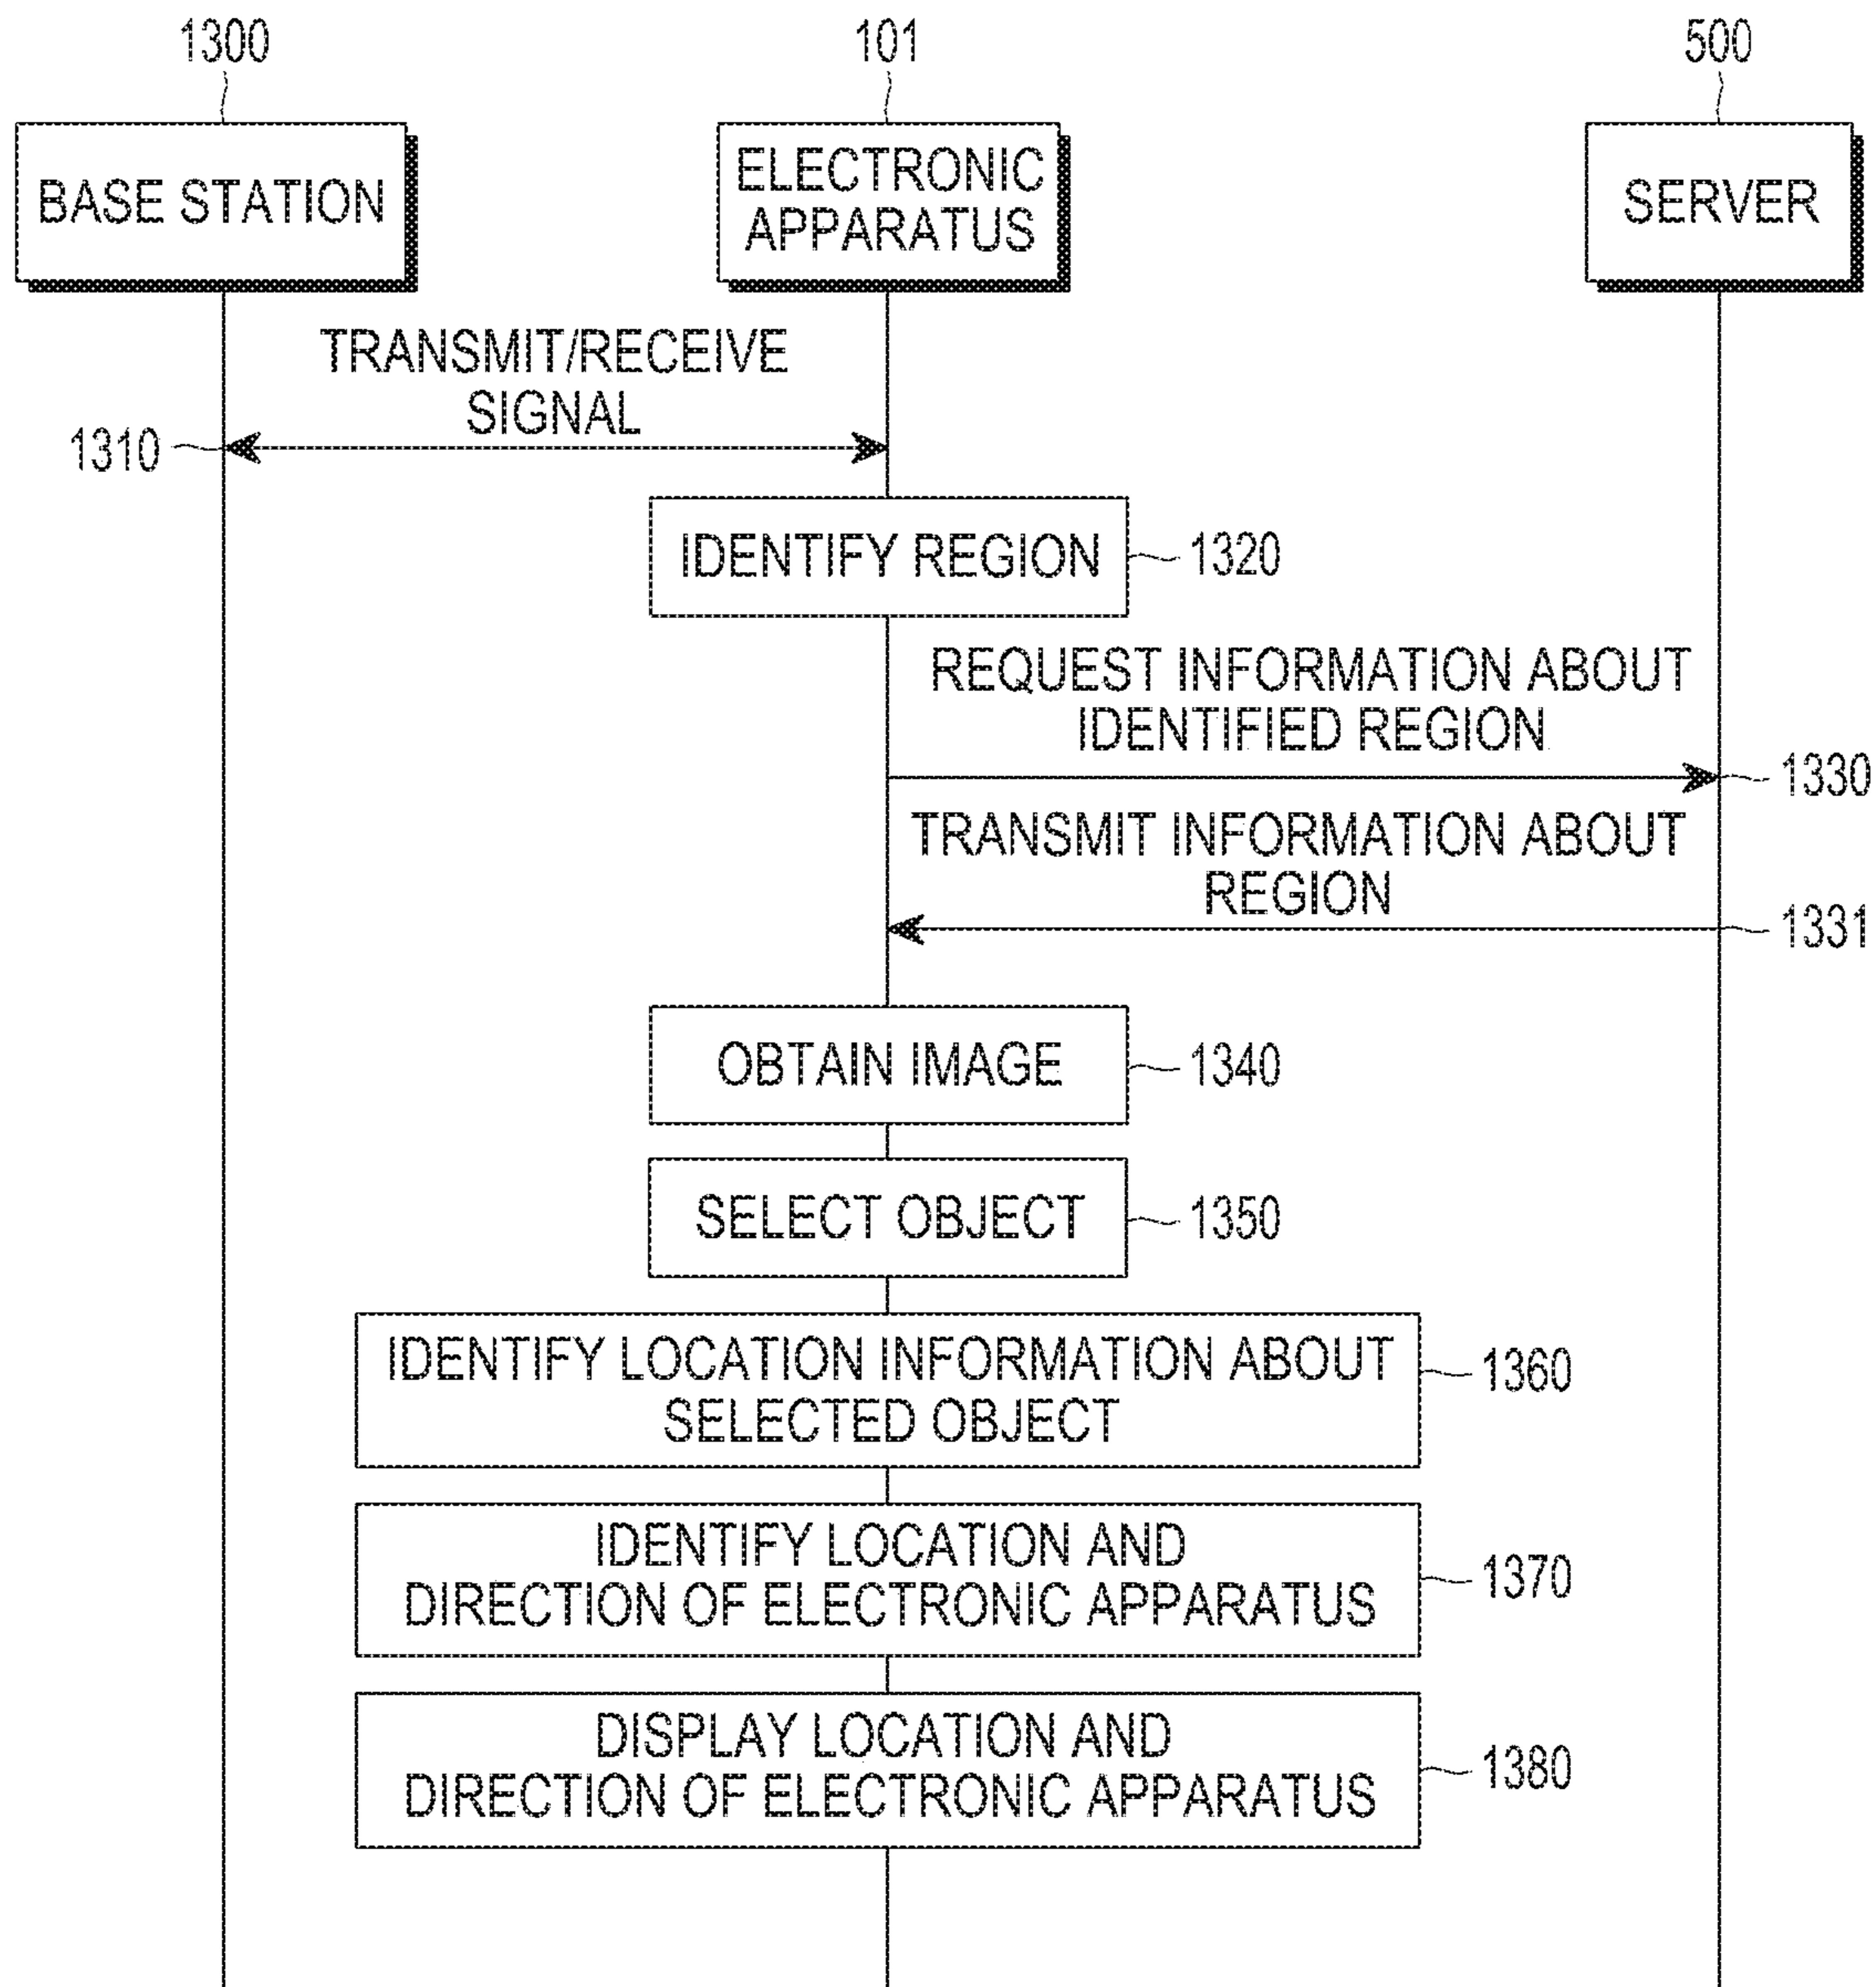 1300
101
500
BASE STATION
ELECTRONIC
APPARATUS
SERVER
TRANSMIT/RECEIVE
SIGNAL
1310
IDENTIFY REGION
1320
REQUEST INFORMATION ABOUT
IDENTIFIED REGION
1330
TRANSMIT INFORMATION ABOUT
REGION
1331
OBTAIN IMAGE
1340
SELECT OBJECT
1350
IDENTIFY LOCATION INFORMATION ABOUT
SELECTED OBJECT
1360
IDENTIFY LOCATION AND
DIRECTION OF ELECTRONIC APPARATUS
1370
DISPLAY LOCATION AND
DIRECTION OF ELECTRONIC APPARATUS
1380